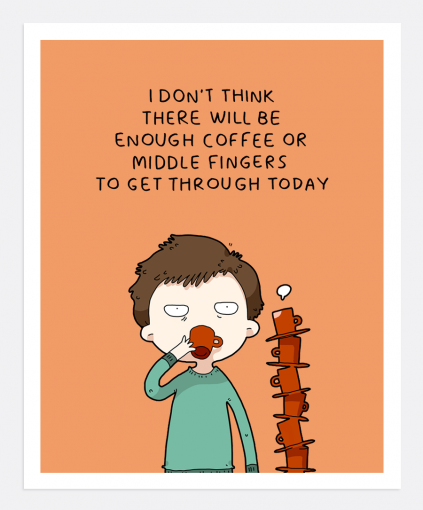 I DON'T THINK
THERE WILL BE
ENOUGH COFFEE OR
MIDDLE FINGERS
TO GET THROUGH TODAY